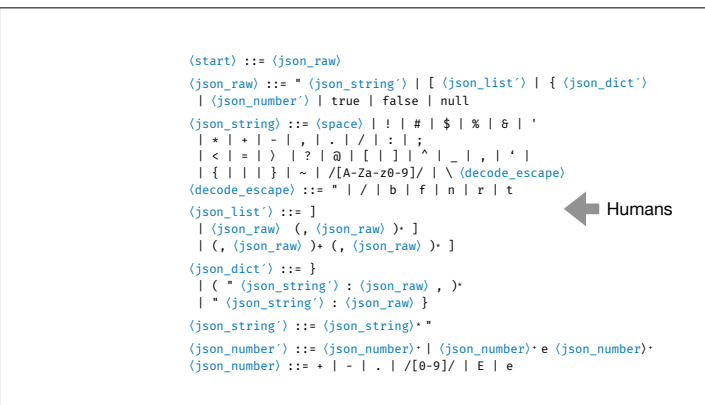 ⟨start⟩ ::= ⟨json_raw⟩
⟨json_raw⟩ ::= " ⟨json_string′⟩ | [ ⟨json_list′⟩ | { ⟨json_dict′⟩
| ⟨json_number′⟩ | true | false | null
⟨json_string⟩ ::= ⟨space⟩ | ! | # | $ | % | & | '
| * | + | - | , | . | / | : | ;
| < | = | ⟩ | ? | @ | [ | ] | ^ | _ | , | ‘ |
| { | | | } | ~ | /[A-Za-z0-9]/ | \ ⟨decode_escape⟩
⟨decode_escape⟩ ::= " | / | b | f | n | r | t
⟨json_list′⟩ ::= ]
| ⟨json_raw⟩ (, ⟨json_raw⟩ )* ]
| (, ⟨json_raw⟩ )+ (, ⟨json_raw⟩ )* ]
⟨json_dict′⟩ ::= }
| ( " ⟨json_string′⟩ : ⟨json_raw⟩ , )*
| " ⟨json_string′⟩ : ⟨json_raw⟩ }
⟨json_string′⟩ ::= ⟨json_string⟩* "
⟨json_number′⟩ ::= ⟨json_number⟩+ | ⟨json_number⟩+ e ⟨json_number⟩+
⟨json_number⟩ ::= + | - | . | /[0-9]/ | E | e
Humans